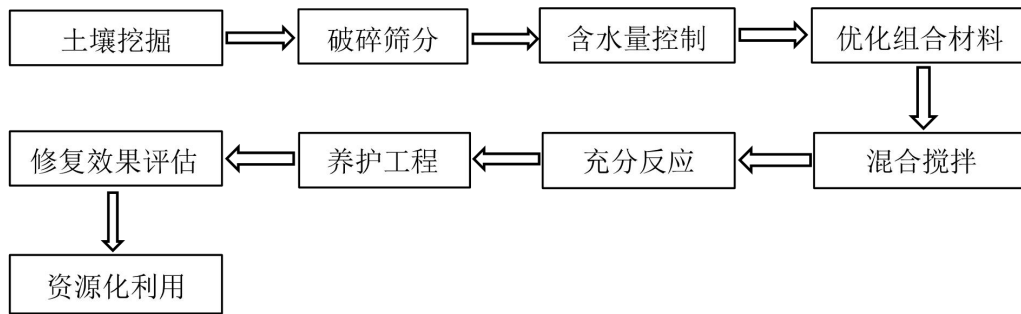 土壤挖掘
破碎筛分
含水量控制
优化组合材料
混合搅拌
充分反应
养护工程
修复效果评估
资源化利用